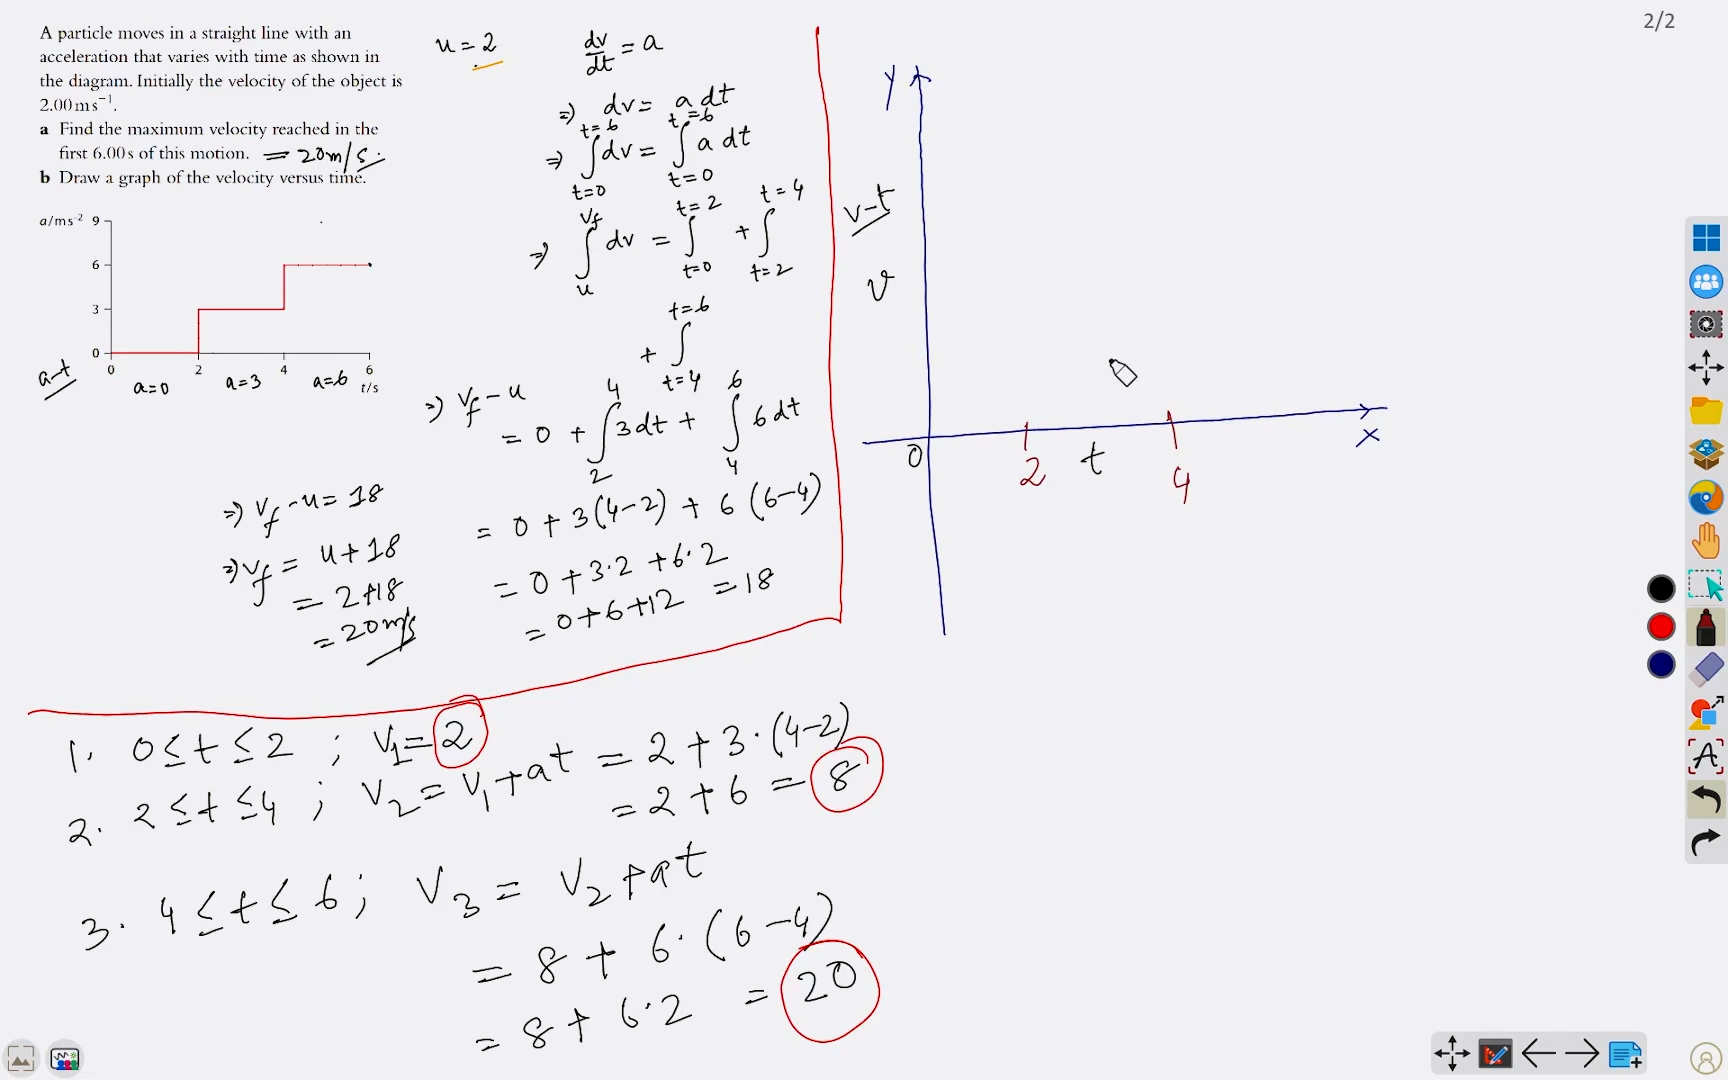 2/2
A particle moves in a straight line with an
acceleration that varies with time as shown in
the diagram. Initially the velocity of the object is
2.00 m s⁻¹.
a Find the maximum velocity reached in the
first 6.00 s of this motion. = 20 m/s.
b Draw a graph of the velocity versus time.
a/ms⁻² 9
6
3
0
0 2 4 6
t/s
a-t
a=0 a=3 a=6
u = 2
dv/dt = a
=> dv = a dt
t=6 t=6
=> ∫dv = ∫ a dt
t=0 t=0
vf t=2 t=4
=> ∫ dv = ∫ + ∫
u t=0 t=2
t=6
+ ∫
t=4
=> vf - u
4 6
= 0 + ∫ 3 dt + ∫ 6 dt
2 4
= 0 + 3(4-2) + 6 (6-4)
= 0 + 3·2 + 6·2
= 0+6+12 = 18
=> vf - u = 18
=> vf = u + 18
= 2+18
= 20 m/s
1. 0 ≤ t ≤ 2 ; V₁ = 2
2. 2 ≤ t ≤ 4 ; V₂ = V₁ + at = 2 + 3·(4-2)
= 2 + 6 = 8
3. 4 ≤ t ≤ 6 ; V₃ = V₂ + at
= 8 + 6·(6-4)
= 8 + 6·2 = 20
y
v-t
v
0 2 t 4 x
A